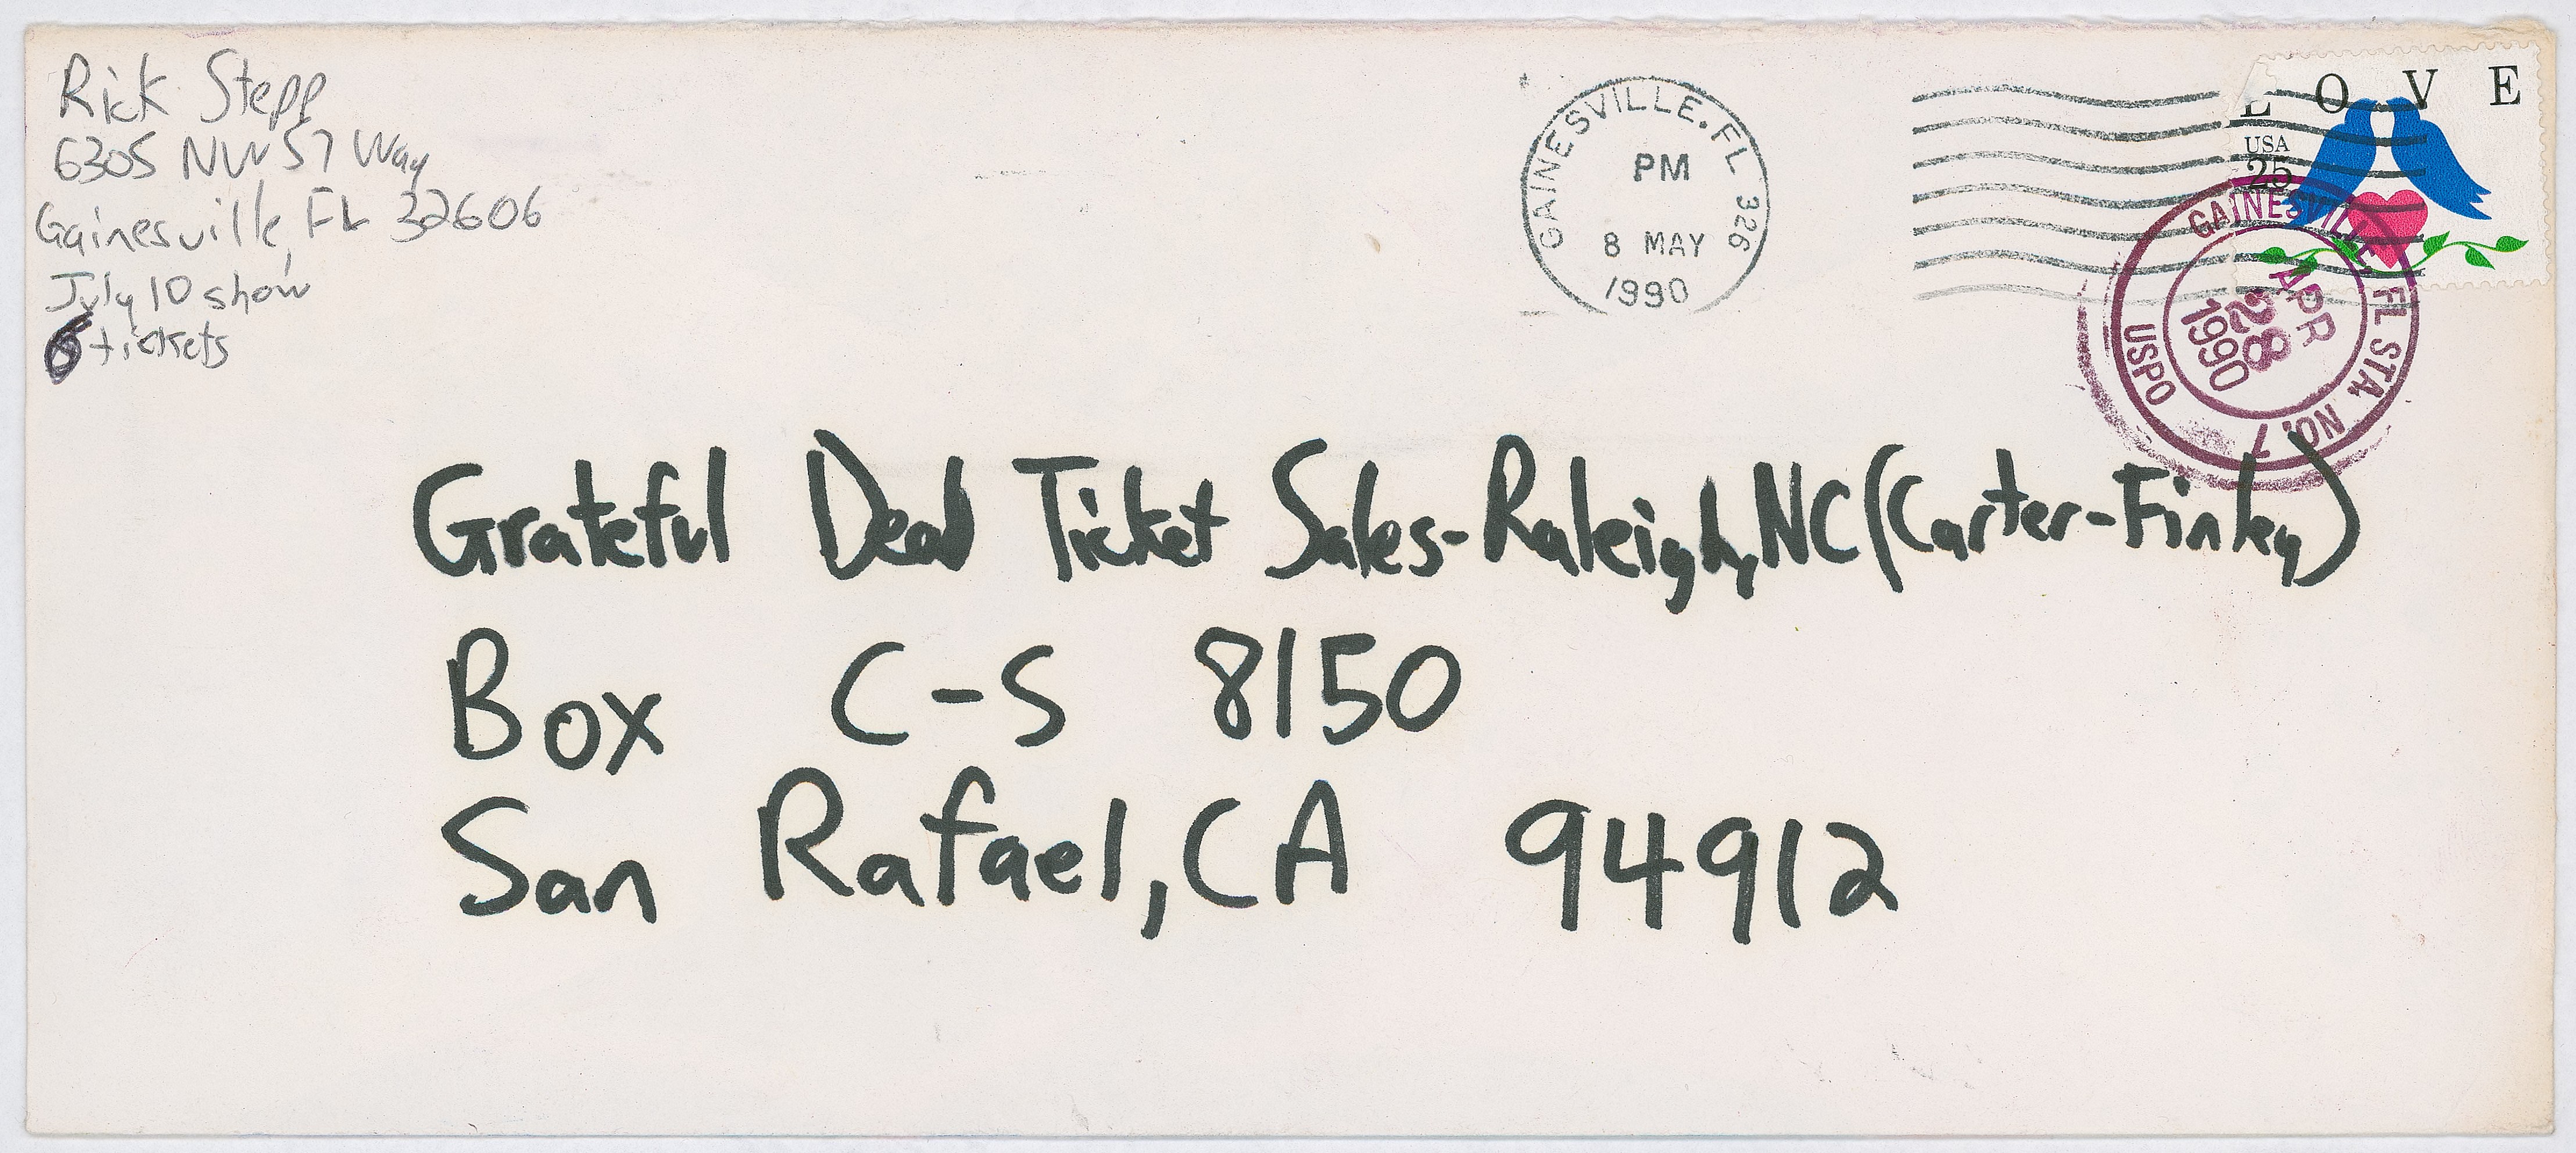 Rick Stepp
6305 NW 57 Way
Gainesville, FL 32606
July 10 show
6 tickets
GAINESVILLE, FL 326
PM
8 MAY
1990
LOVE
USA
25
GAINESVILLE, FL STA. NO. 7
USPO
APR
28
1990
Grateful Dead Ticket Sales-Raleigh, NC (Carter-Finley)
Box C-S 8150
San Rafael, CA 94912